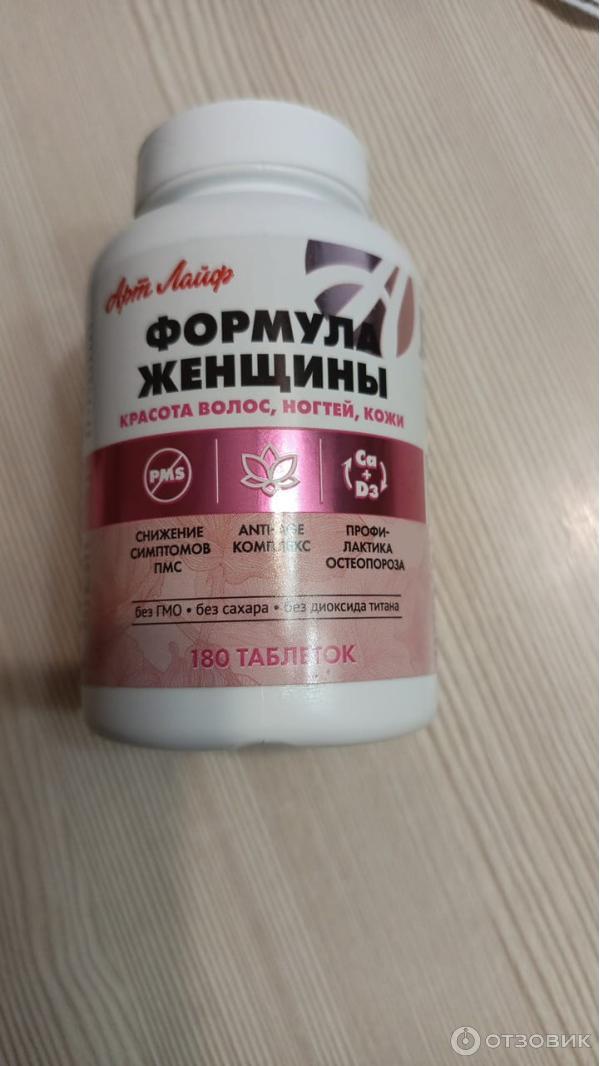 Арт Лайф
ФОРМУЛА
ЖЕНЩИНЫ
КРАСОТА ВОЛОС, НОГТЕЙ, КОЖИ
PMS
Ca
+
D3
СНИЖЕНИЕ
СИМПТОМОВ
ПМС
ANTI-AGE
КОМПЛЕКС
ПРОФИ-
ЛАКТИКА
ОСТЕОПОРОЗА
без ГМО • без сахара • без диоксида титана
180 ТАБЛЕТОК
ОТЗОВИК